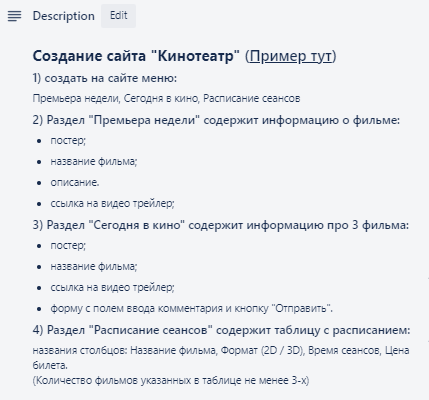 Description Edit
Создание сайта "Кинотеатр" (Пример тут)
1) создать на сайте меню:
Премьера недели, Сегодня в кино, Расписание сеансов
2) Раздел "Премьера недели" содержит информацию о фильме:
• постер;
• название фильма;
• описание.
• ссылка на видео трейлер;
3) Раздел "Сегодня в кино" содержит информацию про 3 фильма:
• постер;
• название фильма;
• ссылка на видео трейлер;
• форму с полем ввода комментария и кнопку "Отправить".
4) Раздел "Расписание сеансов" содержит таблицу с расписанием:
названия столбцов: Название фильма, Формат (2D / 3D), Время сеансов, Цена
билета.
(Количество фильмов указанных в таблице не менее 3-х)